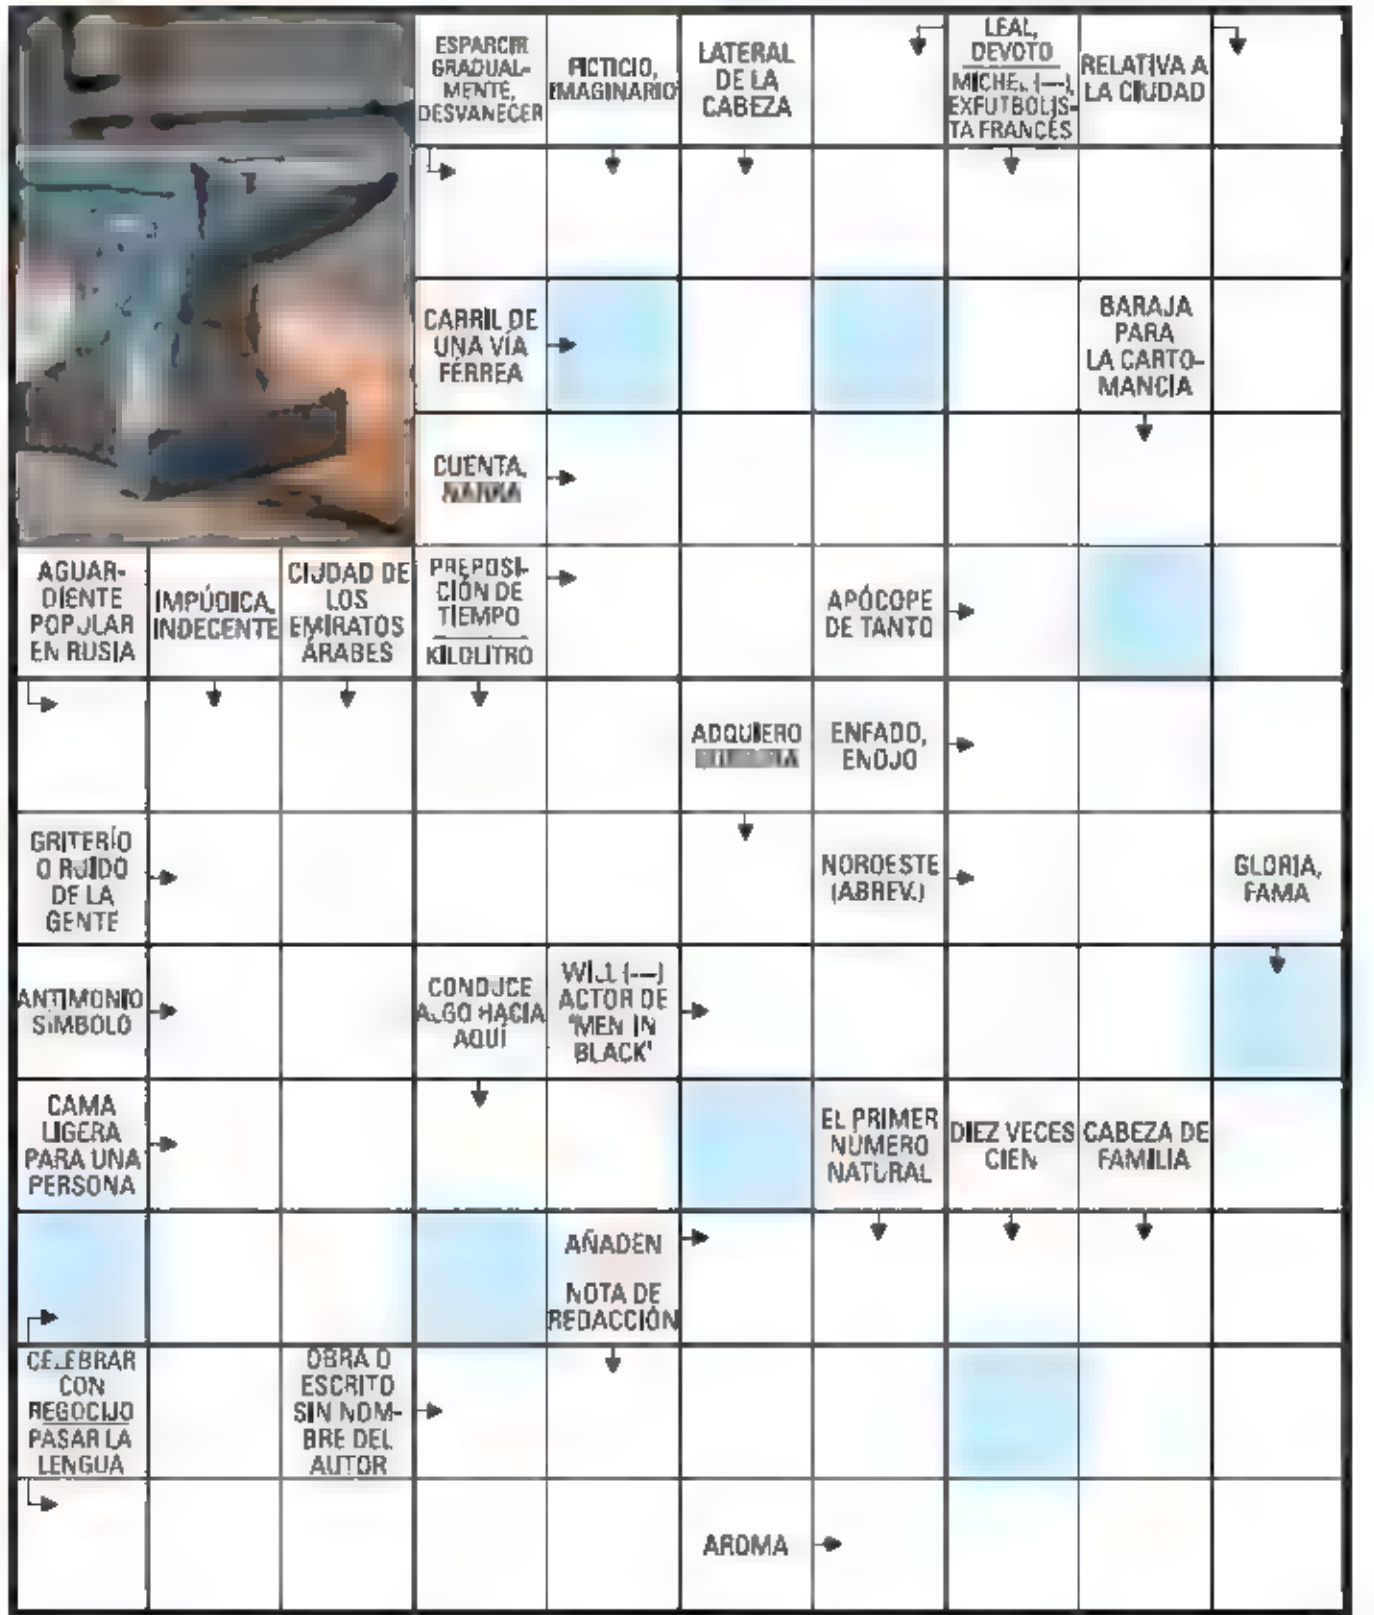 ESPARCIR
GRADUAL-
MENTE,
DESVANECER
FICTICIO,
IMAGINARIO
LATERAL
DE LA
CABEZA
LEAL,
DEVOTO
MICHEL (—),
EXFUTBOLIS-
TA FRANCÉS
RELATIVA A
LA CIUDAD
CARRIL DE
UNA VÍA
FÉRREA
BARAJA
PARA
LA CARTO-
MANCIA
CUENTA,
NARRA
AGUAR-
DIENTE
POPULAR
EN RUSIA
IMPÚDICA,
INDECENTE
CIUDAD DE
LOS
EMIRATOS
ÁRABES
PREPOSI-
CIÓN DE
TIEMPO
KILOLITRO
APÓCOPE
DE TANTO
ADQUIERO
ENFADO,
ENOJO
GRITERÍO
O RUIDO
DE LA
GENTE
NOROESTE
(ABREV.)
GLORIA,
FAMA
ANTIMONIO
SÍMBOLO
CONDUCE
ALGO HACIA
AQUÍ
WILL (—)
ACTOR DE
"MEN IN
BLACK"
CAMA
LIGERA
PARA UNA
PERSONA
EL PRIMER
NÚMERO
NATURAL
DIEZ VECES
CIEN
CABEZA DE
FAMILIA
AÑADEN
NOTA DE
REDACCIÓN
CELEBRAR
CON
REGOCIJO
PASAR LA
LENGUA
OBRA O
ESCRITO
SIN NOM-
BRE DEL
AUTOR
AROMA